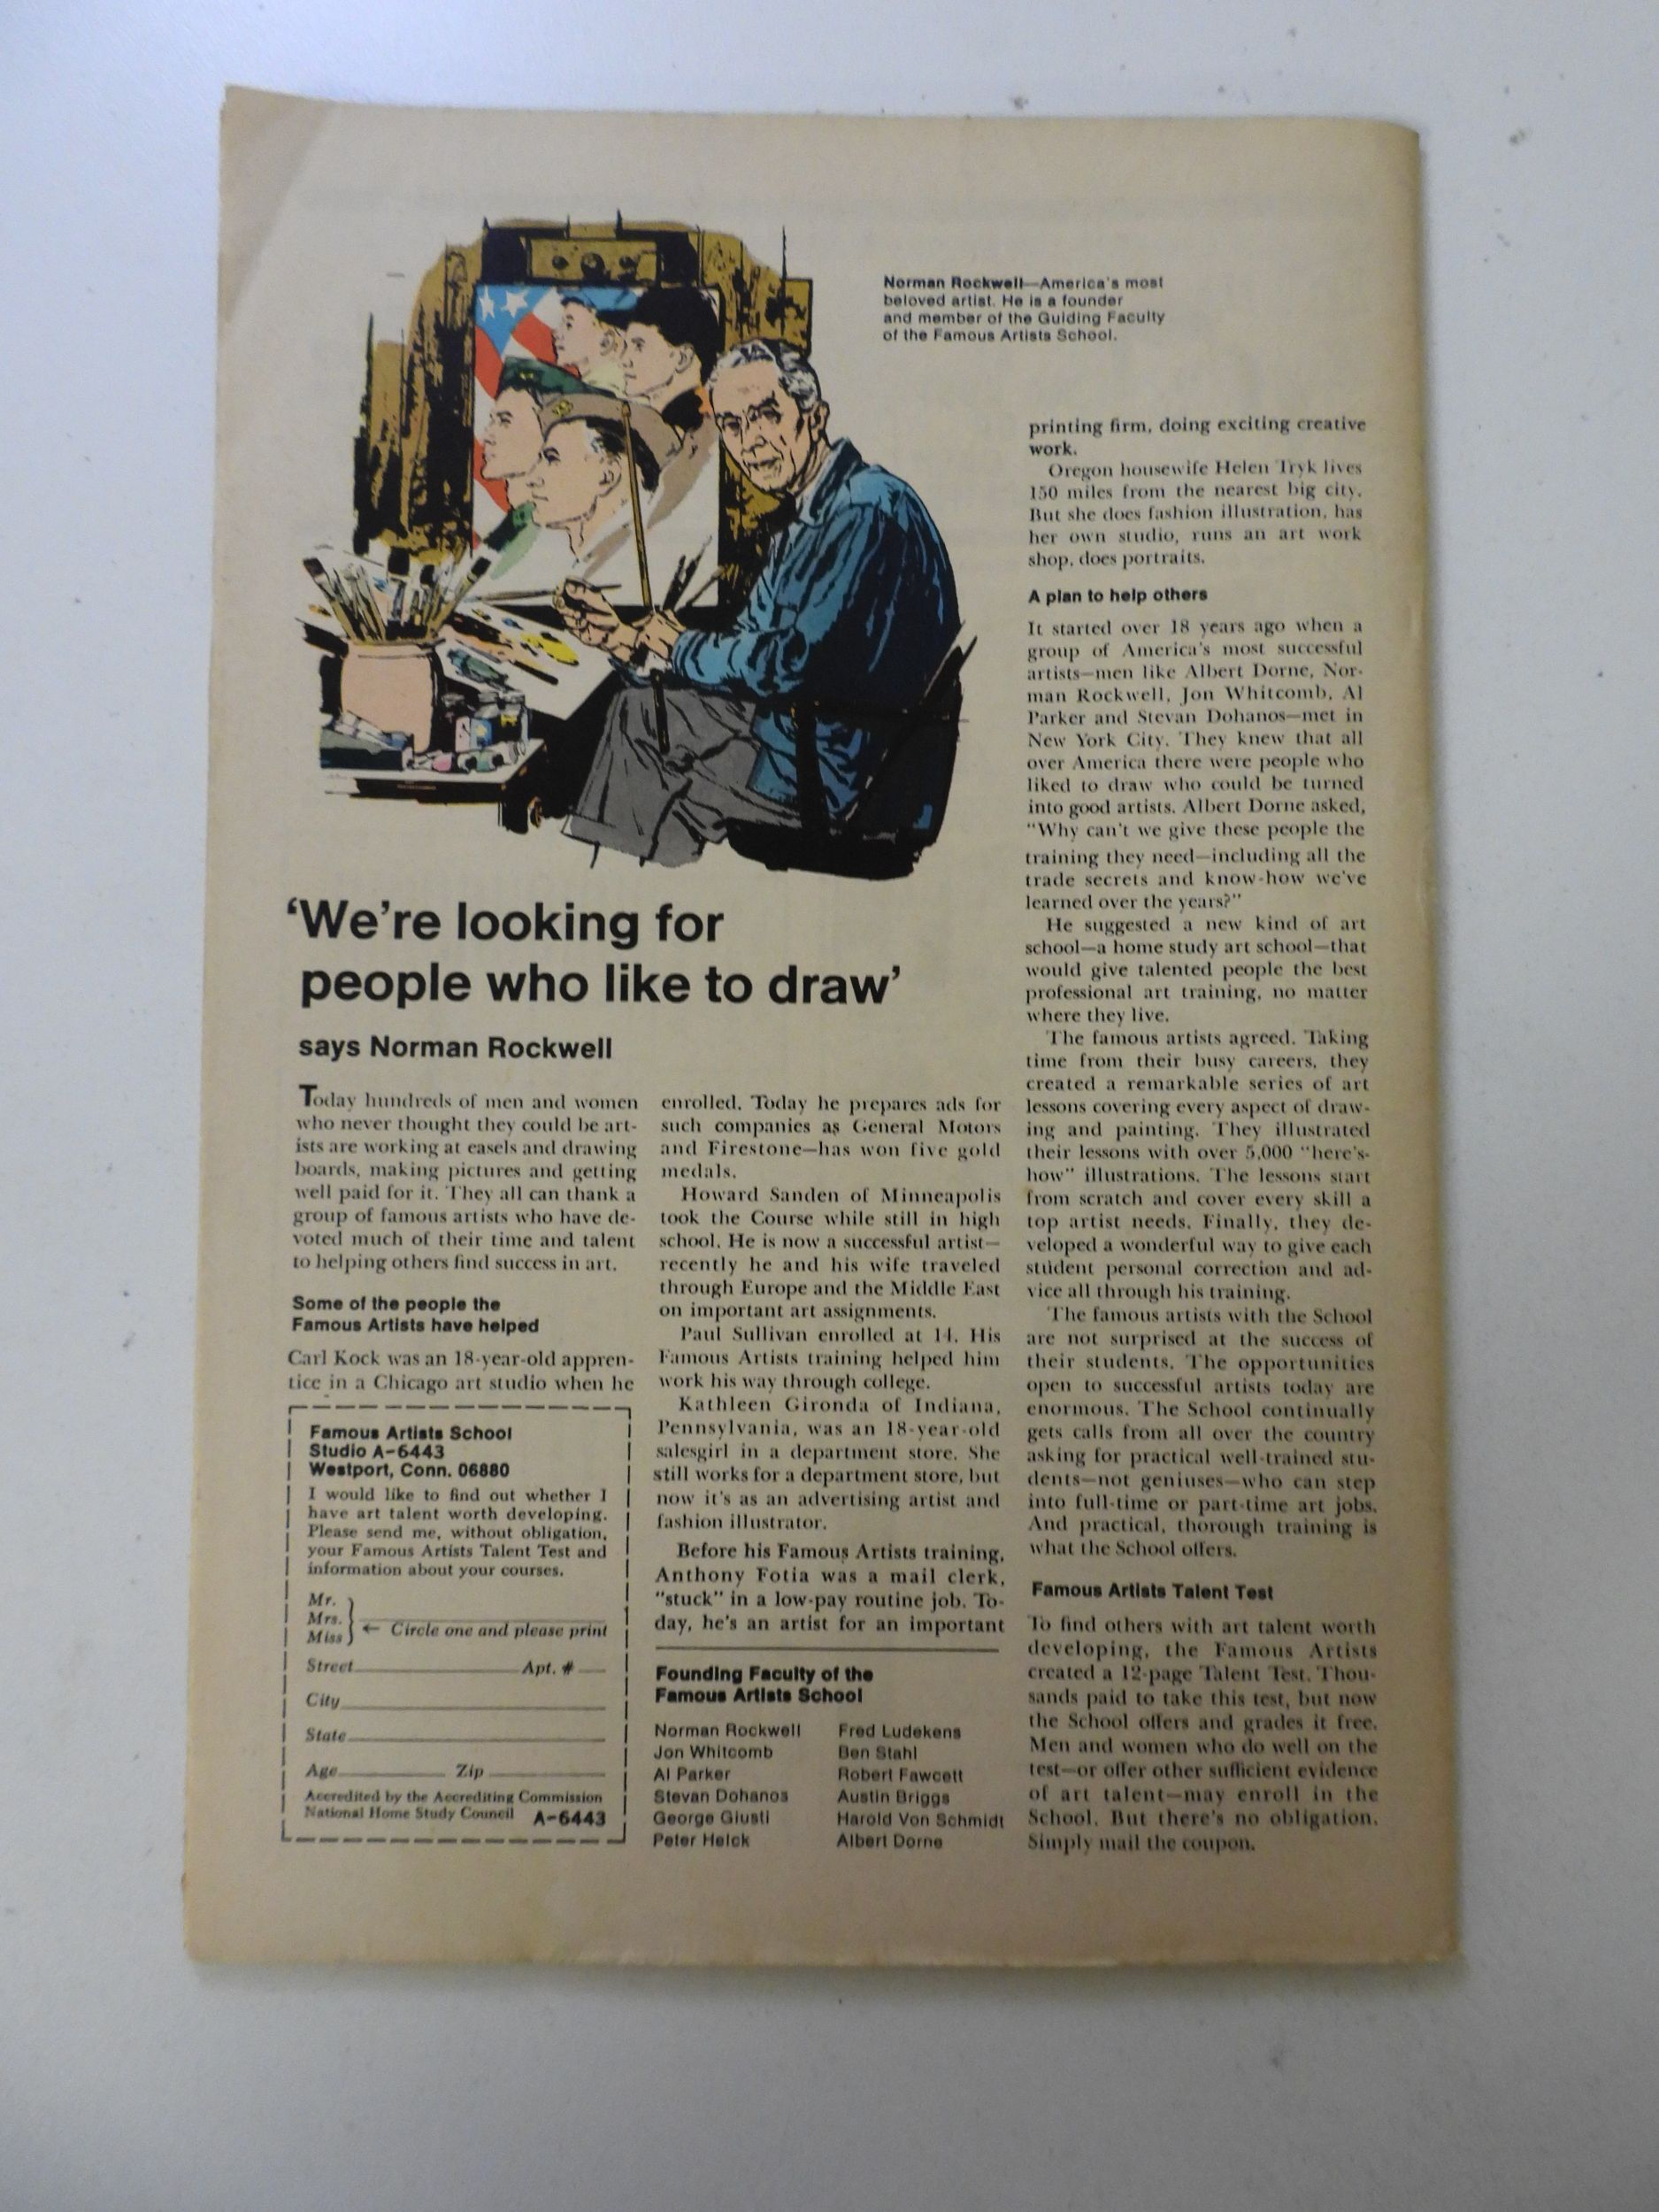 Norman Rockwell—America's most
beloved artist. He is a founder
and member of the Guiding Faculty
of the Famous Artists School.
'We're looking for
people who like to draw'
says Norman Rockwell
Today hundreds of men and women
who never thought they could be art-
ists are working at easels and drawing
boards, making pictures and getting
well paid for it. They all can thank a
group of famous artists who have de-
voted much of their time and talent
to helping others find success in art.
Some of the people the
Famous Artists have helped
Carl Kock was an 18-year-old appren-
tice in a Chicago art studio when he
enrolled. Today he prepares ads for
such companies as General Motors
and Firestone—has won five gold
medals.
Howard Sanden of Minneapolis
took the Course while still in high
school. He is now a successful artist—
recently he and his wife traveled
through Europe and the Middle East
on important art assignments.
Paul Sullivan enrolled at 14. His
Famous Artists training helped him
work his way through college.
Kathleen Gironda of Indiana,
Pennsylvania, was an 18-year-old
salesgirl in a department store. She
still works for a department store, but
now it's as an advertising artist and
fashion illustrator.
Before his Famous Artists training,
Anthony Fotia was a mail clerk,
"stuck" in a low-pay routine job. To-
day, he's an artist for an important
printing firm, doing exciting creative
work.
Oregon housewife Helen Tryk lives
150 miles from the nearest big city.
But she does fashion illustration, has
her own studio, runs an art work
shop, does portraits.
A plan to help others
It started over 18 years ago when a
group of America's most successful
artists—men like Albert Dorne, Nor-
man Rockwell, Jon Whitcomb, Al
Parker and Stevan Dohanos—met in
New York City. They knew that all
over America there were people who
liked to draw who could be turned
into good artists. Albert Dorne asked,
"Why can't we give these people the
training they need—including all the
trade secrets and know-how we've
learned over the years?"
He suggested a new kind of art
school—a home study art school—that
would give talented people the best
professional art training, no matter
where they live.
The famous artists agreed. Taking
time from their busy careers, they
created a remarkable series of art
lessons covering every aspect of draw-
ing and painting. They illustrated
their lessons with over 5,000 "here's-
how" illustrations. The lessons start
from scratch and cover every skill a
top artist needs. Finally, they de-
veloped a wonderful way to give each
student personal correction and ad-
vice all through his training.
The famous artists with the School
are not surprised at the success of
their students. The opportunities
open to successful artists today are
enormous. The School continually
gets calls from all over the country
asking for practical well-trained stu-
dents—not geniuses—who can step
into full-time or part-time art jobs.
And practical, thorough training is
what the School offers.
Famous Artists Talent Test
To find others with art talent worth
developing, the Famous Artists
created a 12-page Talent Test. Thou-
sands paid to take this test, but now
the School offers and grades it free.
Men and women who do well on the
test—or offer other sufficient evidence
of art talent—may enroll in the
School. But there's no obligation.
Simply mail the coupon.
Famous Artists School
Studio A-6443
Westport, Conn. 06880
I would like to find out whether I
have art talent worth developing.
Please send me, without obligation,
your Famous Artists Talent Test and
information about your courses.
Mr.
Mrs.
Miss
← Circle one and please print
Street Apt. #
City
State
Age Zip
Accredited by the Accrediting Commission
National Home Study Council A-6443
Founding Faculty of the
Famous Artists School
Norman Rockwell
Jon Whitcomb
Al Parker
Stevan Dohanos
George Giusti
Peter Helck
Fred Ludekens
Ben Stahl
Robert Fawcett
Austin Briggs
Harold Von Schmidt
Albert Dorne